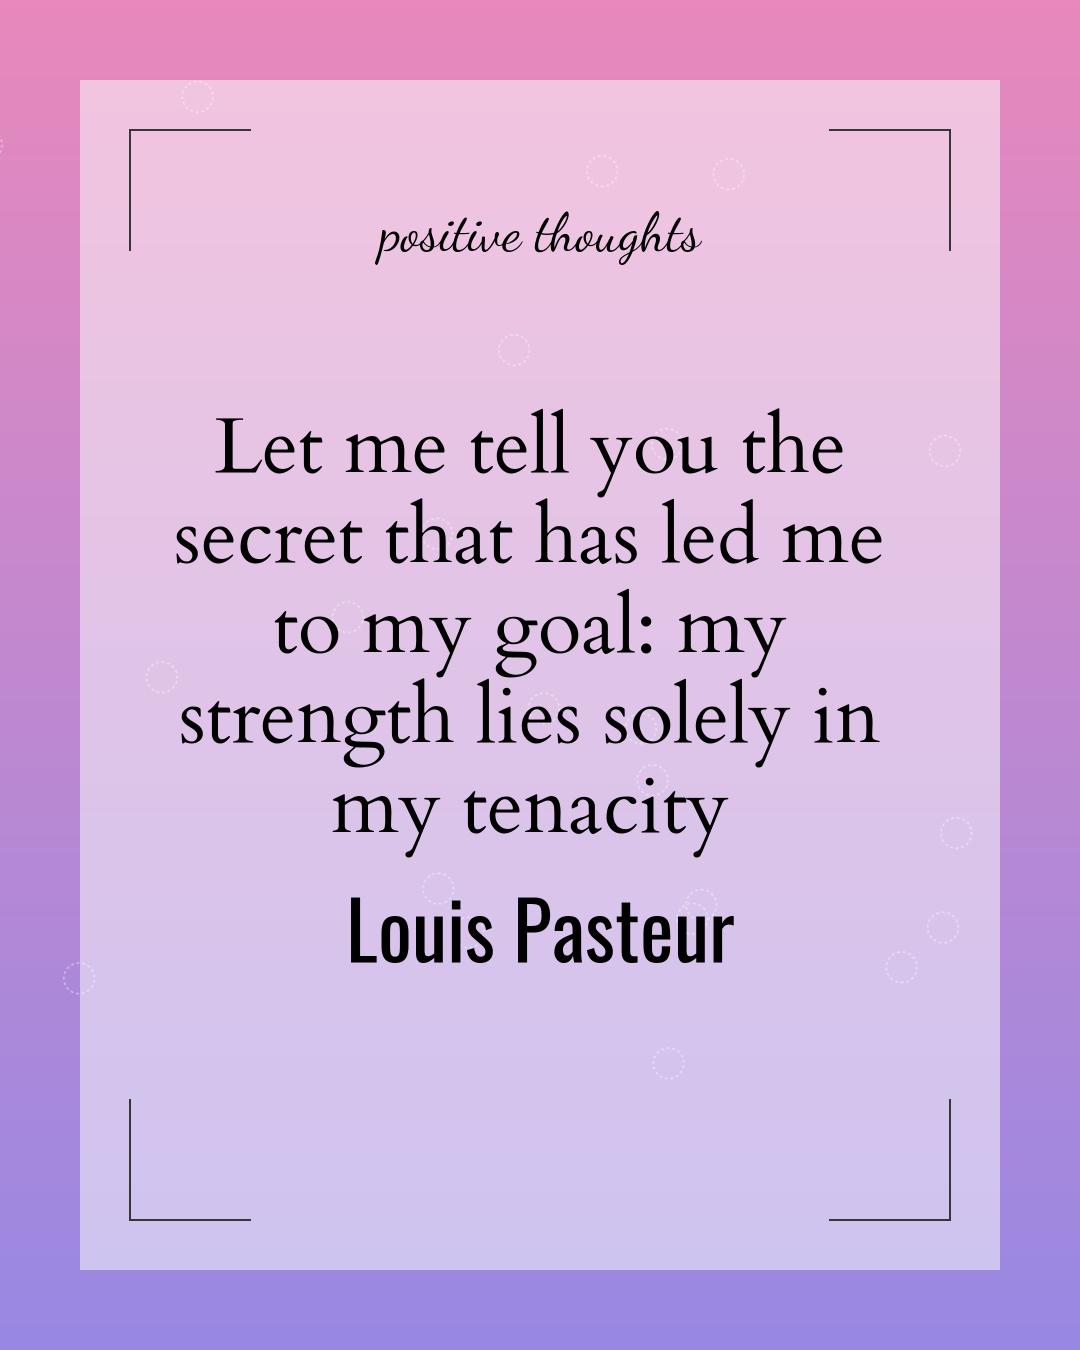 positive thoughts
Let me tell you the
secret that has led me
to my goal: my
strength lies solely in
my tenacity
Louis Pasteur